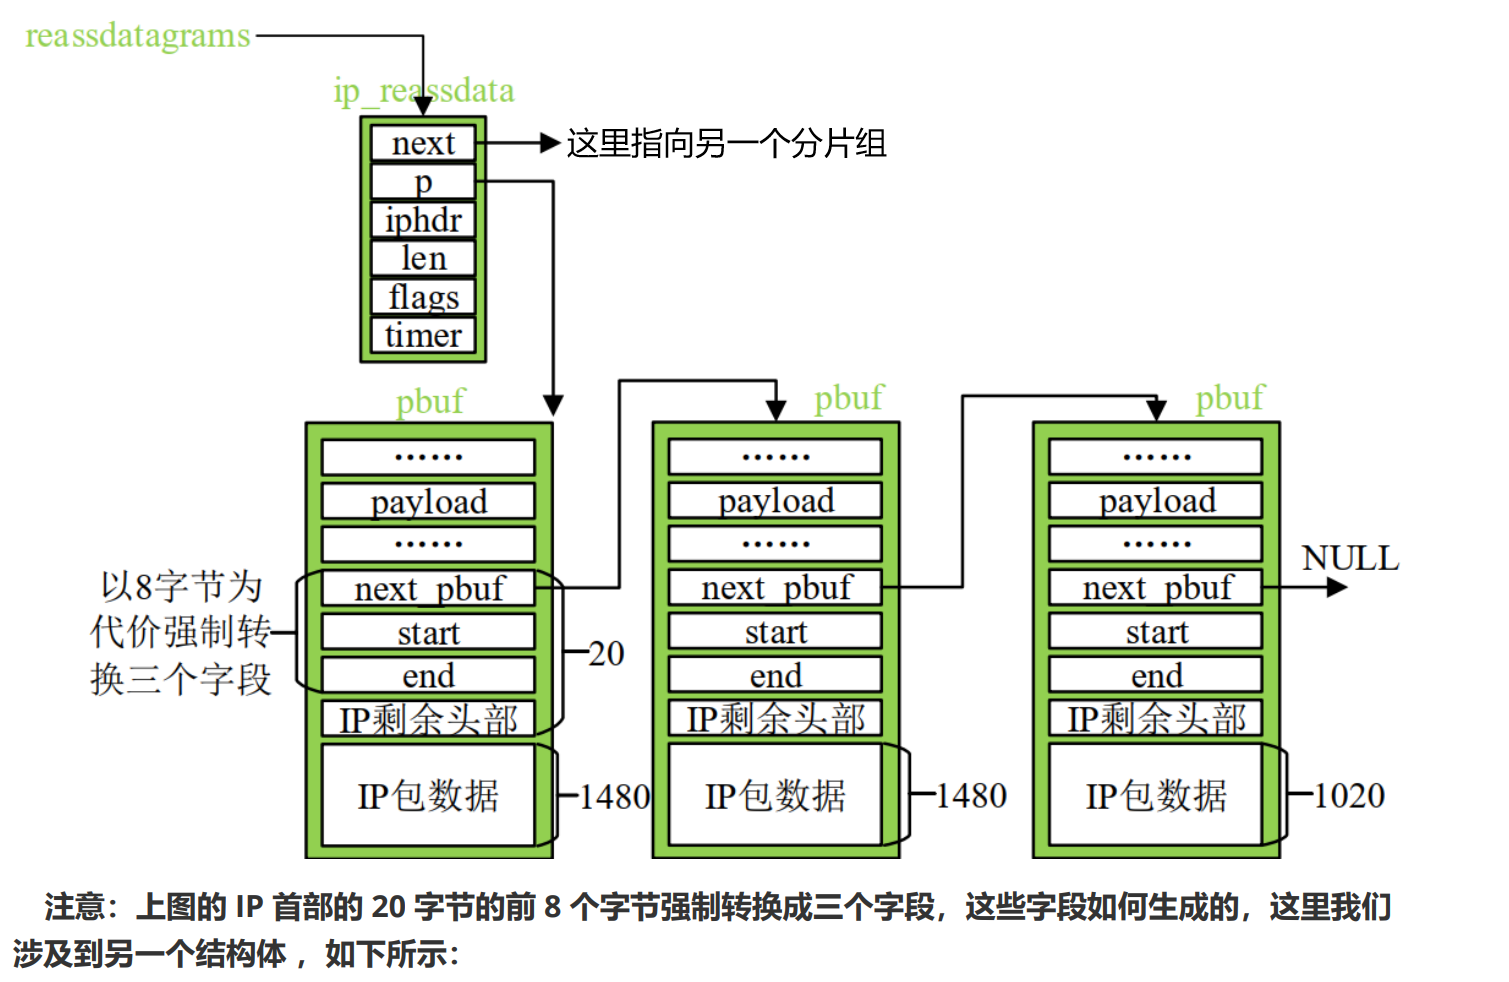 reassdatagrams
ip_reassdata
next
这里指向另一个分片组
p
iphdr
len
flags
timer
pbuf
pbuf
pbuf
······
······
······
payload
payload
payload
······
······
······
NULL
以8字节为
代价强制转
换三个字段
next_pbuf
next_pbuf
next_pbuf
start
start
start
20
end
end
end
IP剩余头部
IP剩余头部
IP剩余头部
IP包数据
1480
IP包数据
1480
IP包数据
1020
注意：上图的 IP 首部的 20 字节的前 8 个字节强制转换成三个字段，这些字段如何生成的，这里我们
涉及到另一个结构体 ，如下所示：